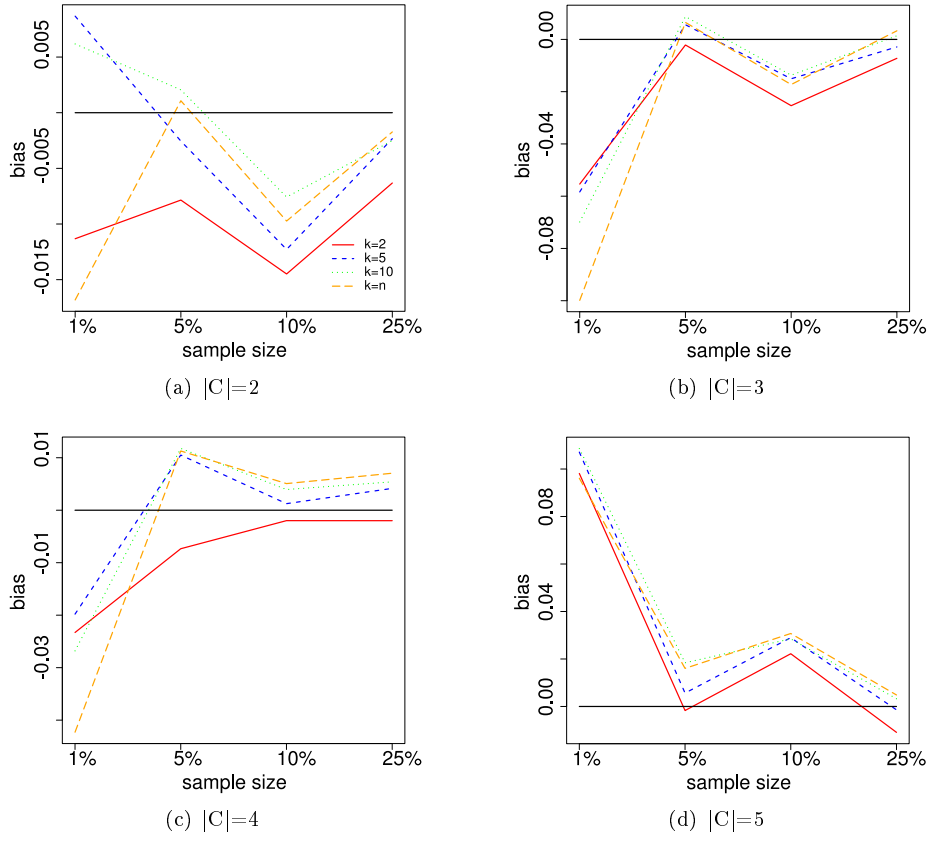 0.005
-0.005
-0.015
bias
k=2
k=5
k=10
k=n
1% 5% 10% 25%
sample size
(a) |C|=2
0.00
-0.04
-0.08
bias
1% 5% 10% 25%
sample size
(b) |C|=3
0.01
-0.01
-0.03
bias
1% 5% 10% 25%
sample size
(c) |C|=4
0.08
0.04
0.00
bias
1% 5% 10% 25%
sample size
(d) |C|=5